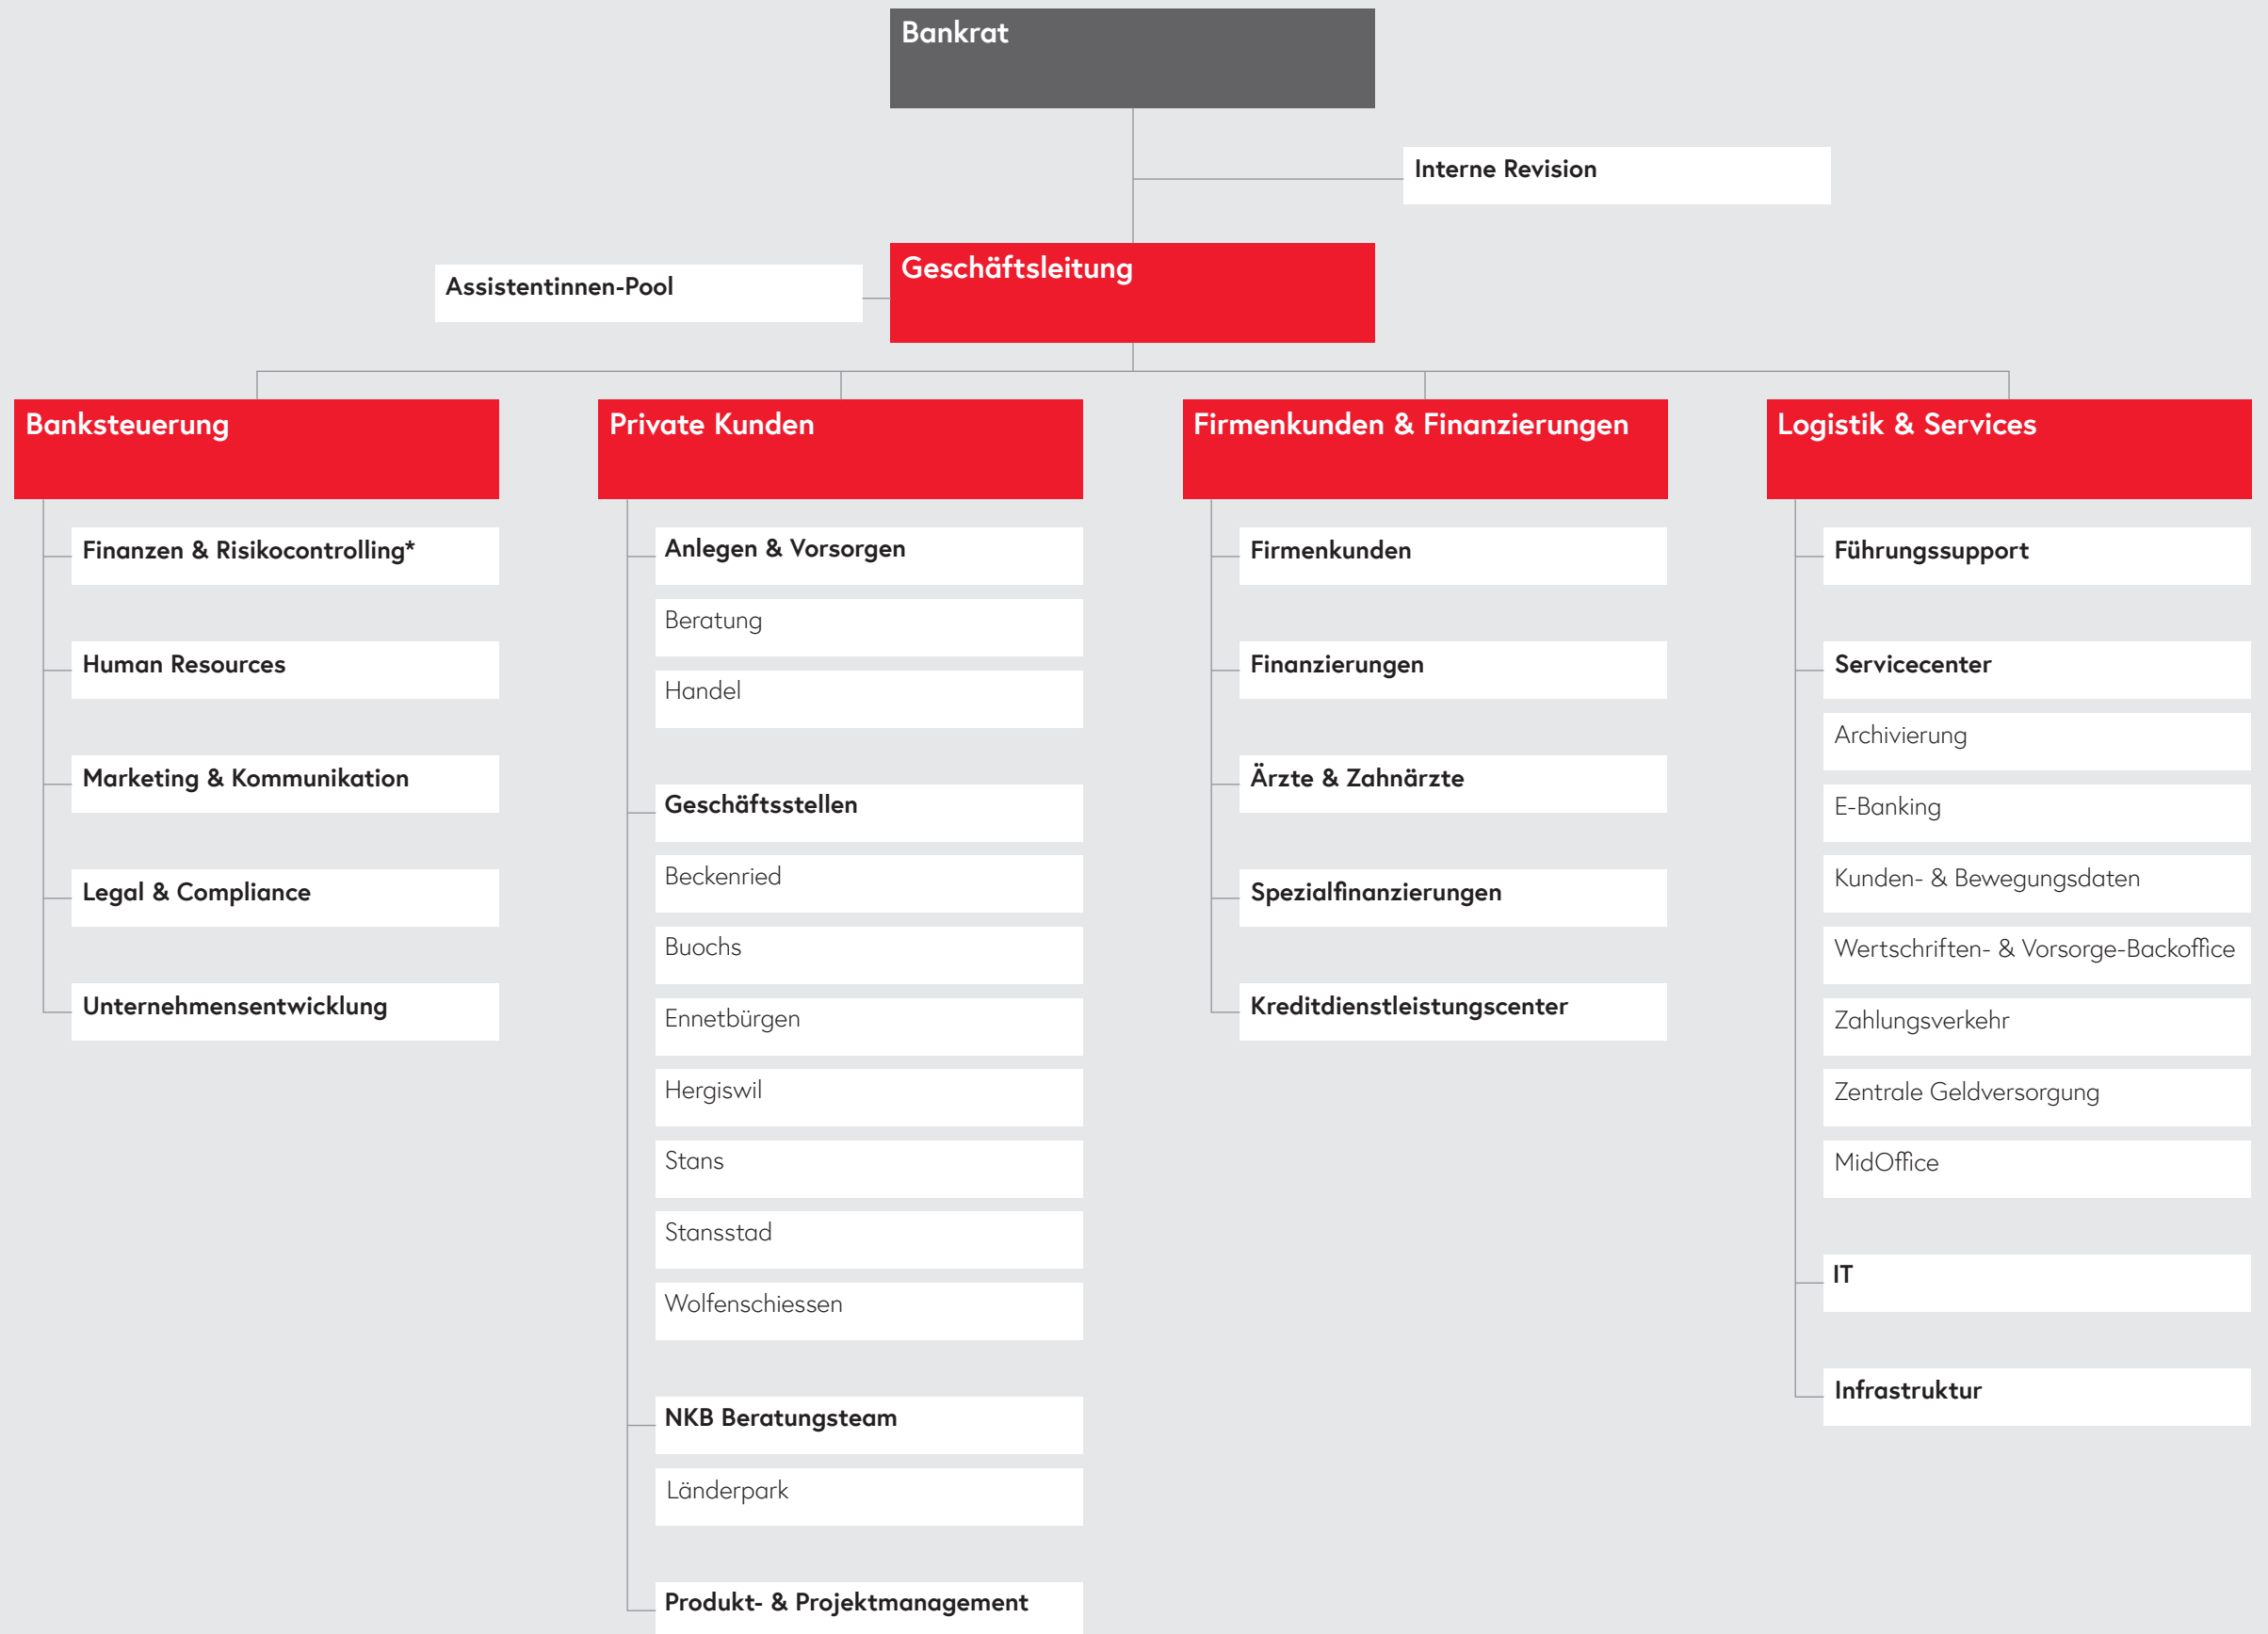 Bankrat
Interne Revision
Geschäftsleitung
Assistentinnen-Pool
Banksteuerung
Finanzen & Risikocontrolling*
Human Resources
Marketing & Kommunikation
Legal & Compliance
Unternehmensentwicklung
Private Kunden
Anlegen & Vorsorgen
Beratung
Handel
Geschäftsstellen
Beckenried
Buochs
Ennetbürgen
Hergiswil
Stans
Stansstad
Wolfenschiessen
NKB Beratungsteam
Länderpark
Produkt- & Projektmanagement
Firmenkunden & Finanzierungen
Firmenkunden
Finanzierungen
Ärzte & Zahnärzte
Spezialfinanzierungen
Kreditdienstleistungscenter
Logistik & Services
Führungssupport
Servicecenter
Archivierung
E-Banking
Kunden- & Bewegungsdaten
Wertschriften- & Vorsorge-Backoffice
Zahlungsverkehr
Zentrale Geldversorgung
MidOffice
IT
Infrastruktur